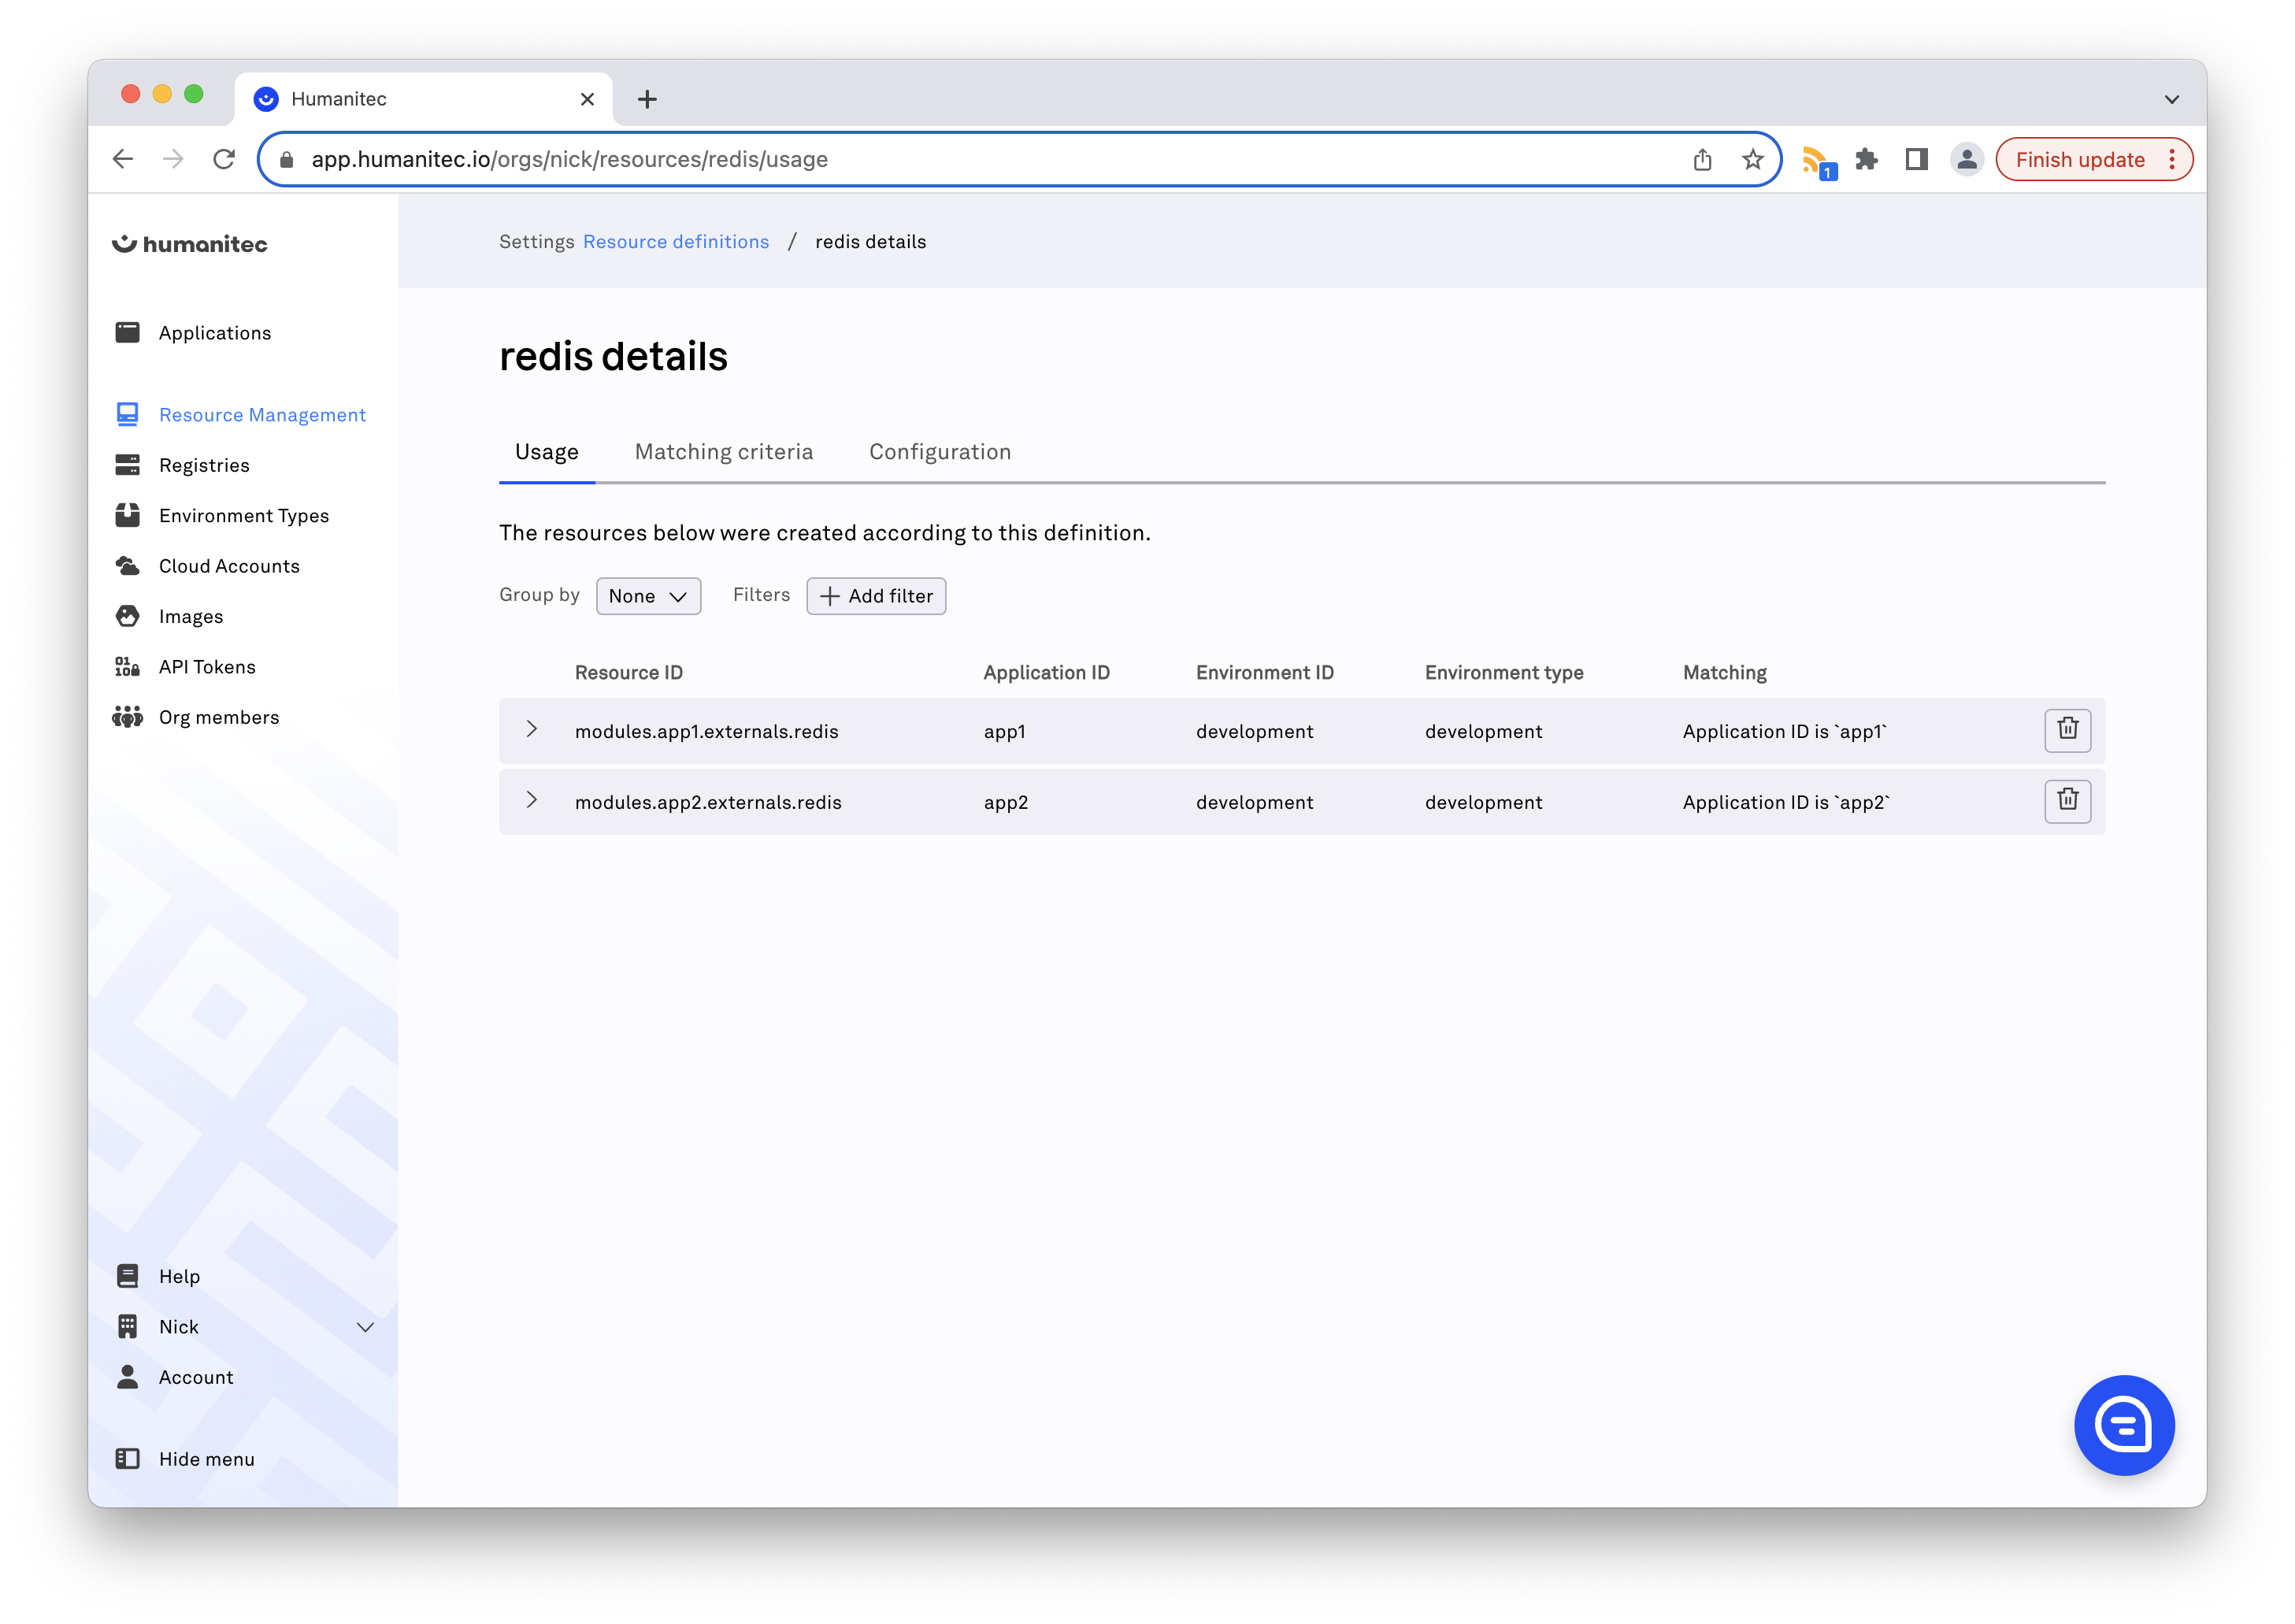 Humanitec
app.humanitec.io/orgs/nick/resources/redis/usage
1
Finish update
humanitec
Applications
Resource Management
Registries
Environment Types
Cloud Accounts
Images
API Tokens
Org members
Help
Nick
Account
Hide menu
Settings Resource definitions / redis details
redis details
Usage Matching criteria Configuration
The resources below were created according to this definition.
Group by None Filters Add filter
Resource ID Application ID Environment ID Environment type Matching
modules.app1.externals.redis app1 development development Application ID is `app1`
modules.app2.externals.redis app2 development development Application ID is `app2`